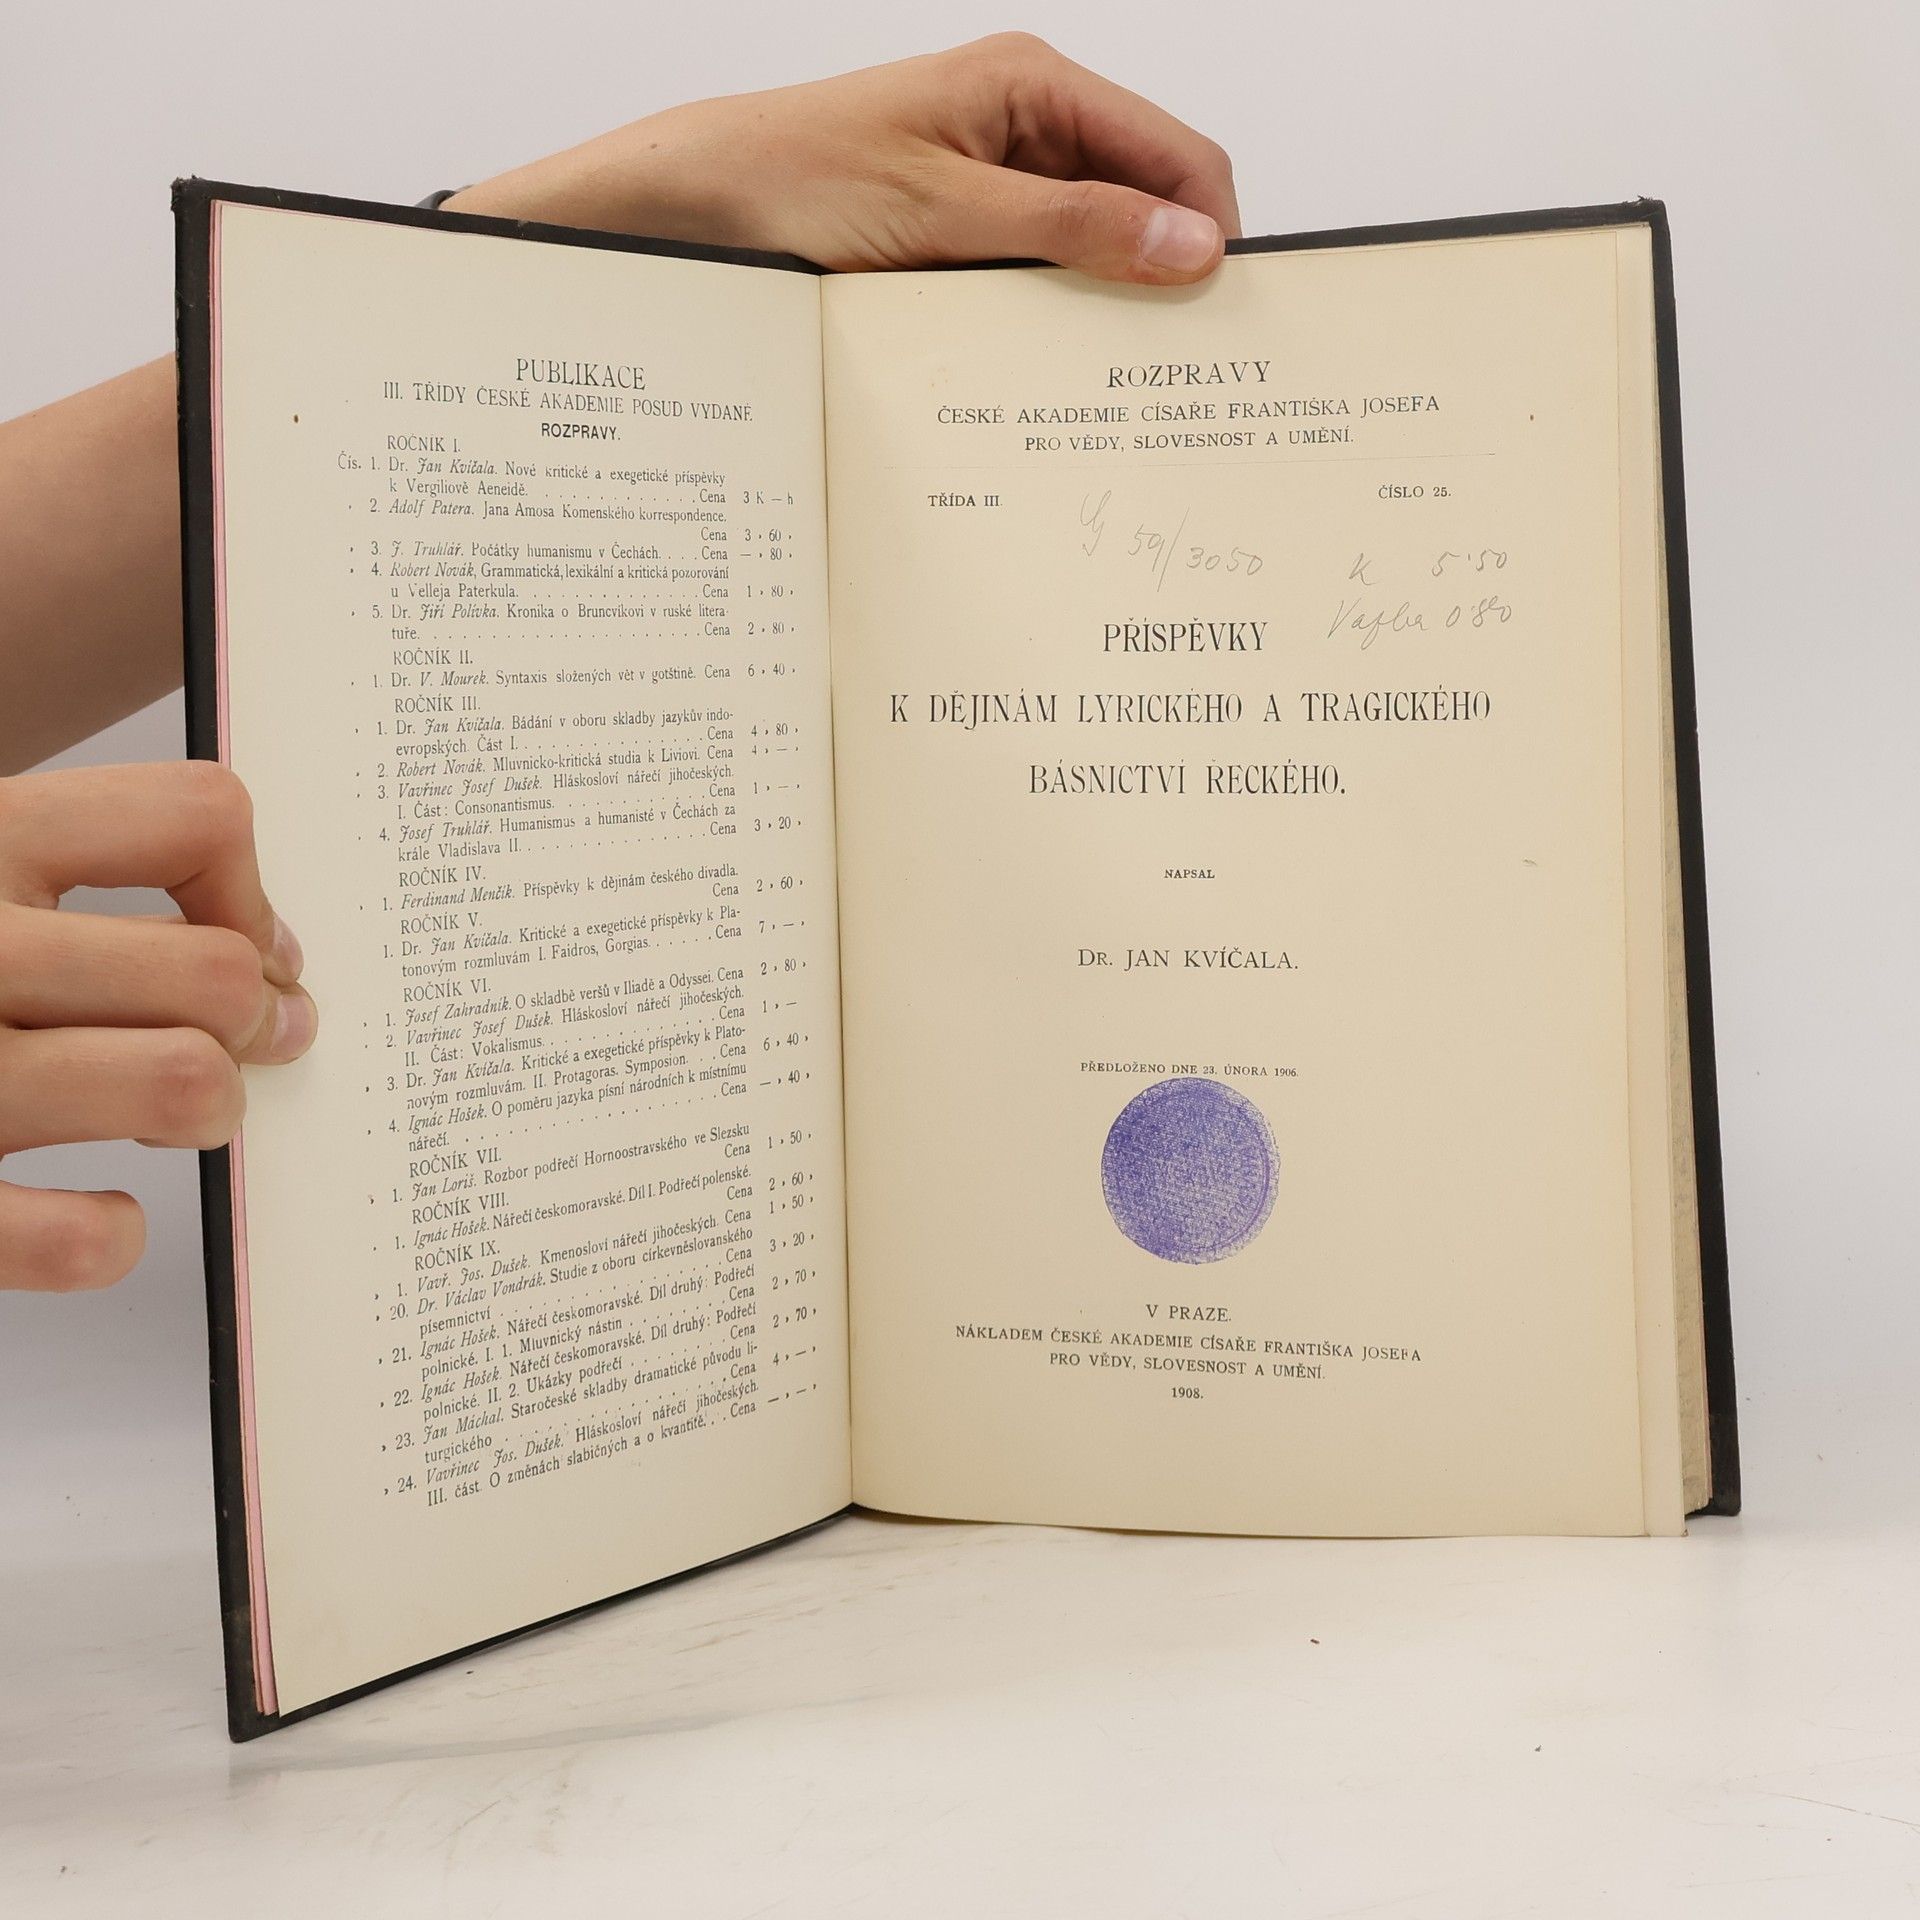 PUBLIKACE
III. TŘÍDY ČESKÉ AKADEMIE POSUD VYDANÉ.
ROZPRAVY.
ROČNÍK I.
Čís. 1. Dr. Jan Kvíčala. Nové kritické a exegetické příspěvky
k Vergiliově Aeneidě. . . . . . . . . . . . . Cena 3 K — h
» 2. Adolf Patera. Jana Amosa Komenského korrespondence.
Cena 3 » 60 »
» 3. J. Truhlář. Počátky humanismu v Čechách. . . . Cena — » 80 »
» 4. Robert Novák, Grammatická, lexikální a kritická pozorování
u Velleja Paterkula. . . . . . . . . . . . . Cena 1 » 80 »
» 5. Dr. Jiří Polívka. Kronika o Bruncvíkovi v ruské litera-
tuře. . . . . . . . . . . . . . . . . . . . Cena 2 » 80 »
ROČNÍK II.
» 1. Dr. V. Mourek. Syntaxis složených vět v gotštině. Cena 6 » 40 »
ROČNÍK III.
» 1. Dr. Jan Kvíčala. Bádání v oboru skladby jazykův indo-
evropských. Část I. . . . . . . . . . . . . . Cena 4 » 80 »
» 2. Robert Novák. Mluvnicko-kritická studia k Liviovi. Cena 4 » — »
» 3. Vavřinec Josef Dušek. Hláskosloví nářečí jihočeských.
I. Část: Consonantismus. . . . . . . . . . . . Cena 1 » — »
» 4. Josef Truhlář. Humanismus a humanisté v Čechách za
krále Vladislava II. . . . . . . . . . . . . . Cena 3 » 20 »
ROČNÍK IV.
» 1. Ferdinand Menčík. Příspěvky k dějinám českého divadla.
Cena 2 » 60 »
ROČNÍK V.
1. Dr. Jan Kvíčala. Kritické a exegetické příspěvky k Pla-
tonovým rozmluvám I. Faidros, Gorgias. . . . . . Cena 7 » — »
ROČNÍK VI.
» 1. Josef Zahradník. O skladbě veršů v Iliadě a Odyssei. Cena 2 » 80 »
» 2. Vavřinec Josef Dušek. Hláskosloví nářečí jihočeských.
II. Část: Vokalismus. . . . . . . . . . . . . Cena 1 » —
» 3. Dr. Jan Kvíčala. Kritické a exegetické příspěvky k Plato-
novým rozmluvám. II. Protagoras. Symposion. . . . Cena 6 » 40 »
» 4. Ignác Hošek. O poměru jazyka písní národních k místnímu
nářečí. . . . . . . . . . . . . . . . . . . Cena — » 40 »
ROČNÍK VII.
» 1. Jan Loriš. Rozbor podřečí Hornoostravského ve Slezsku
Cena 1 » 50 »
ROČNÍK VIII.
» 1. Ignác Hošek. Nářečí českomoravské. Díl I. Podřečí polenské.
Cena 2 » 60 »
ROČNÍK IX.
» 1. Vavř. Jos. Dušek. Kmenosloví nářečí jihočeských. Cena 1 » 50 »
» 20. Dr. Václav Vondrák. Studie z oboru církevněslovanského
písemnictví . . . . . . . . . . . . . . . . . Cena 3 » 20 »
» 21. Ignác Hošek. Nářečí českomoravské. Díl druhý: Podřečí
polnické. I. 1. Mluvnický nástin . . . . . . . . Cena 2 » 70 »
» 22. Ignác Hošek. Nářečí českomoravské. Díl druhý: Podřečí
polnické. II. 2. Ukázky podřečí . . . . . . . . Cena 2 » 70 »
» 23. Jan Máchal. Staročeské skladby dramatické původu li-
turgického . . . . . . . . . . . . . . . . . Cena 4 » — »
» 24. Vavřinec Jos. Dušek. Hláskosloví nářečí jihočeských.
III. část. O změnách slabičných a o kvantitě. . . Cena — » — »
ROZPRAVY
ČESKÉ AKADEMIE CÍSAŘE FRANTIŠKA JOSEFA
PRO VĚDY, SLOVESNOST A UMĚNÍ.
TŘÍDA III. ČÍSLO 25.
59/3050 K 5·50
Vazba 0·80
PŘÍSPĚVKY
K DĚJINÁM LYRICKÉHO A TRAGICKÉHO
BÁSNICTVÍ ŘECKÉHO.
NAPSAL
DR. JAN KVÍČALA.
PŘEDLOŽENO DNE 23. ÚNORA 1906.
V PRAZE.
NÁKLADEM ČESKÉ AKADEMIE CÍSAŘE FRANTIŠKA JOSEFA
PRO VĚDY, SLOVESNOST A UMĚNÍ.
1908.